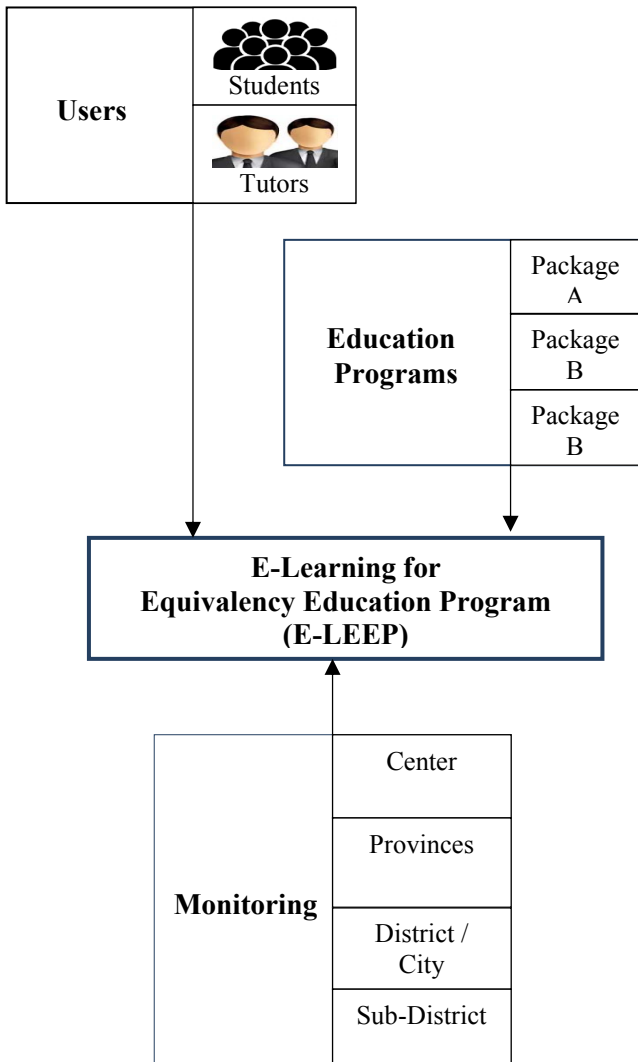 Students
Users
Tutors
Package
A
Education
Programs
Package
B
Package
B
E-Learning for
Equivalency Education Program
(E-LEEP)
Center
Provinces
Monitoring
District /
City
Sub-District